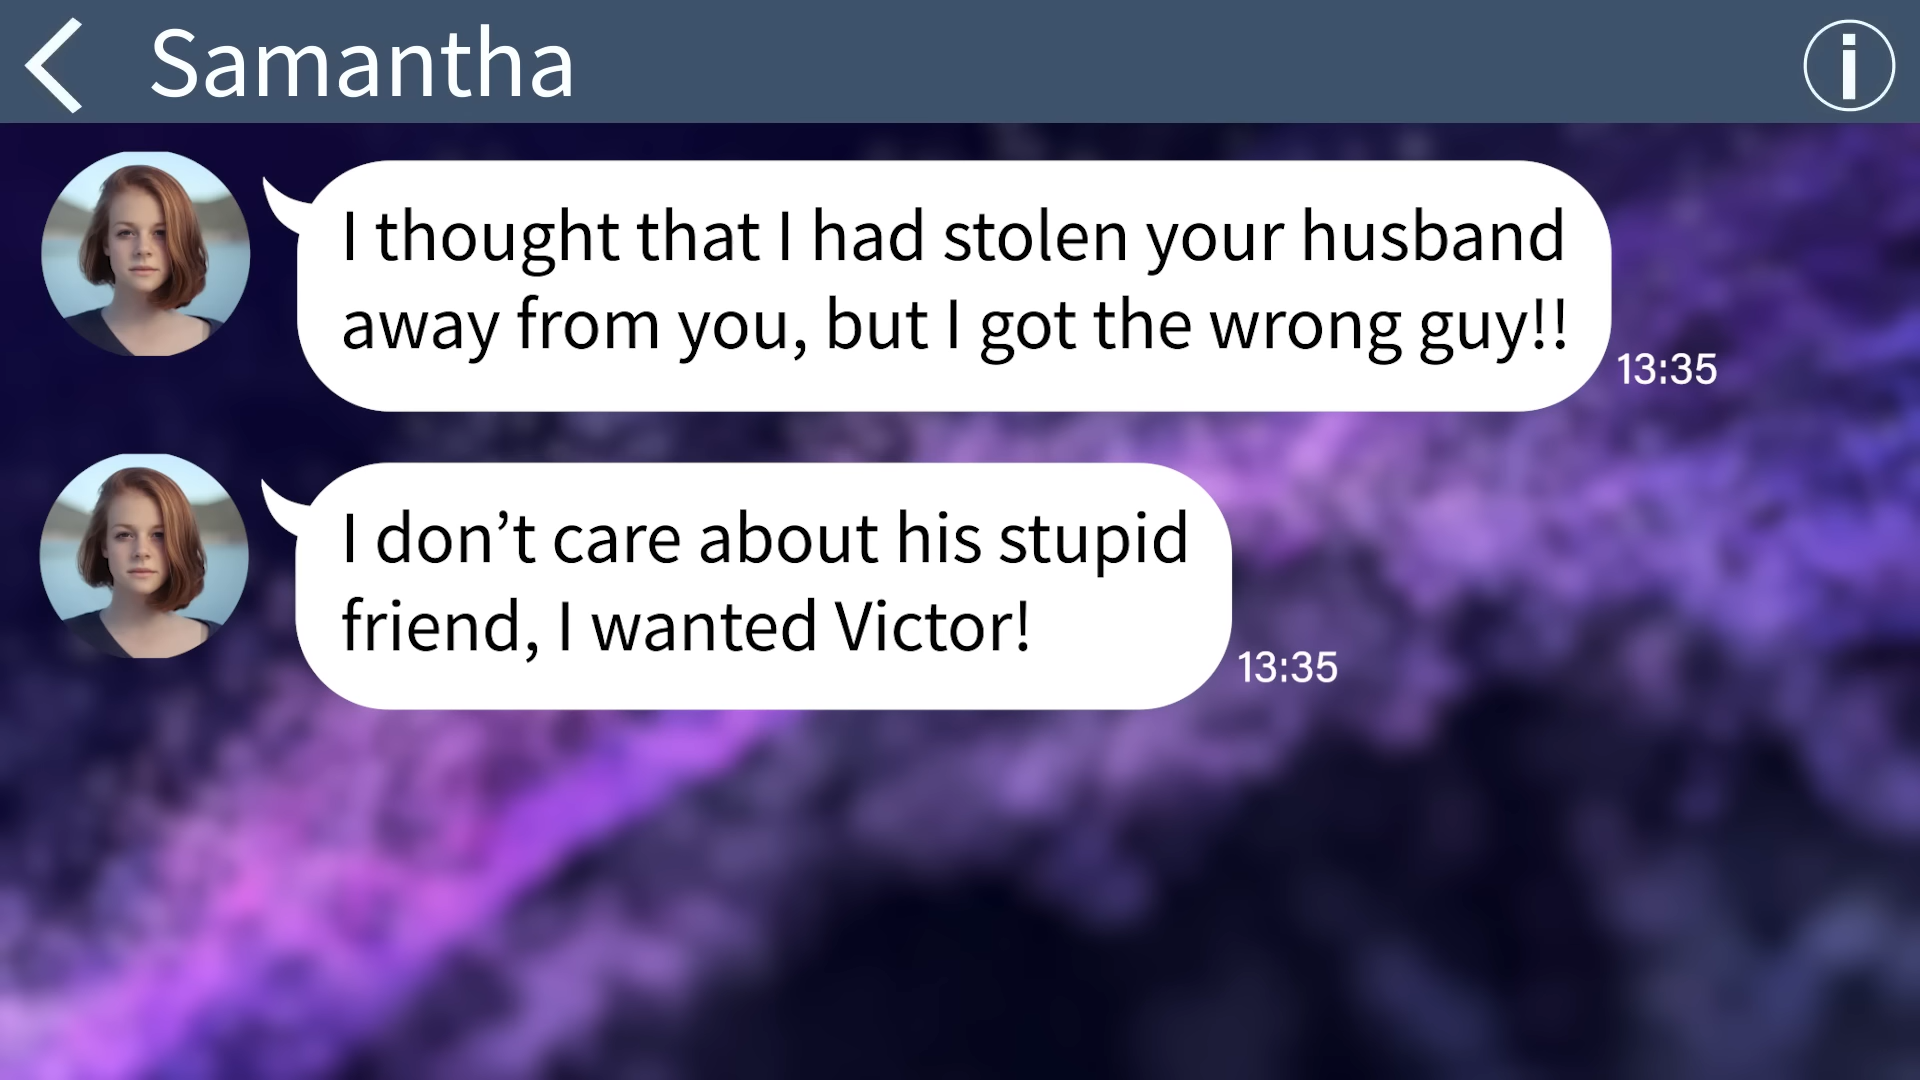 Samantha
I thought that I had stolen your husband
away from you, but I got the wrong guy!!
13:35
I don’t care about his stupid
friend, I wanted Victor!
13:35